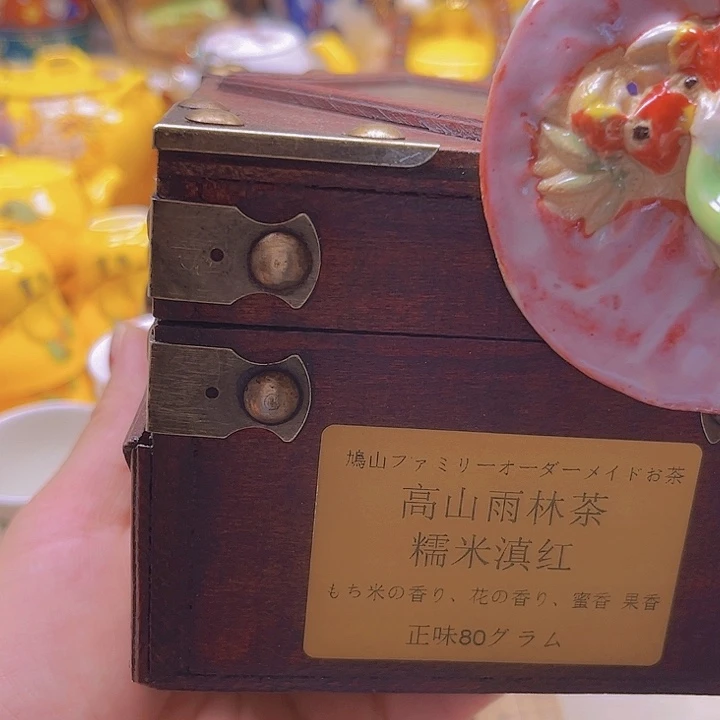 鳩山ファミリーオーダーメイドお茶
高山雨林茶
糯米滇红
もち米の香り、花の香り、蜜香 果香
正味80グラム